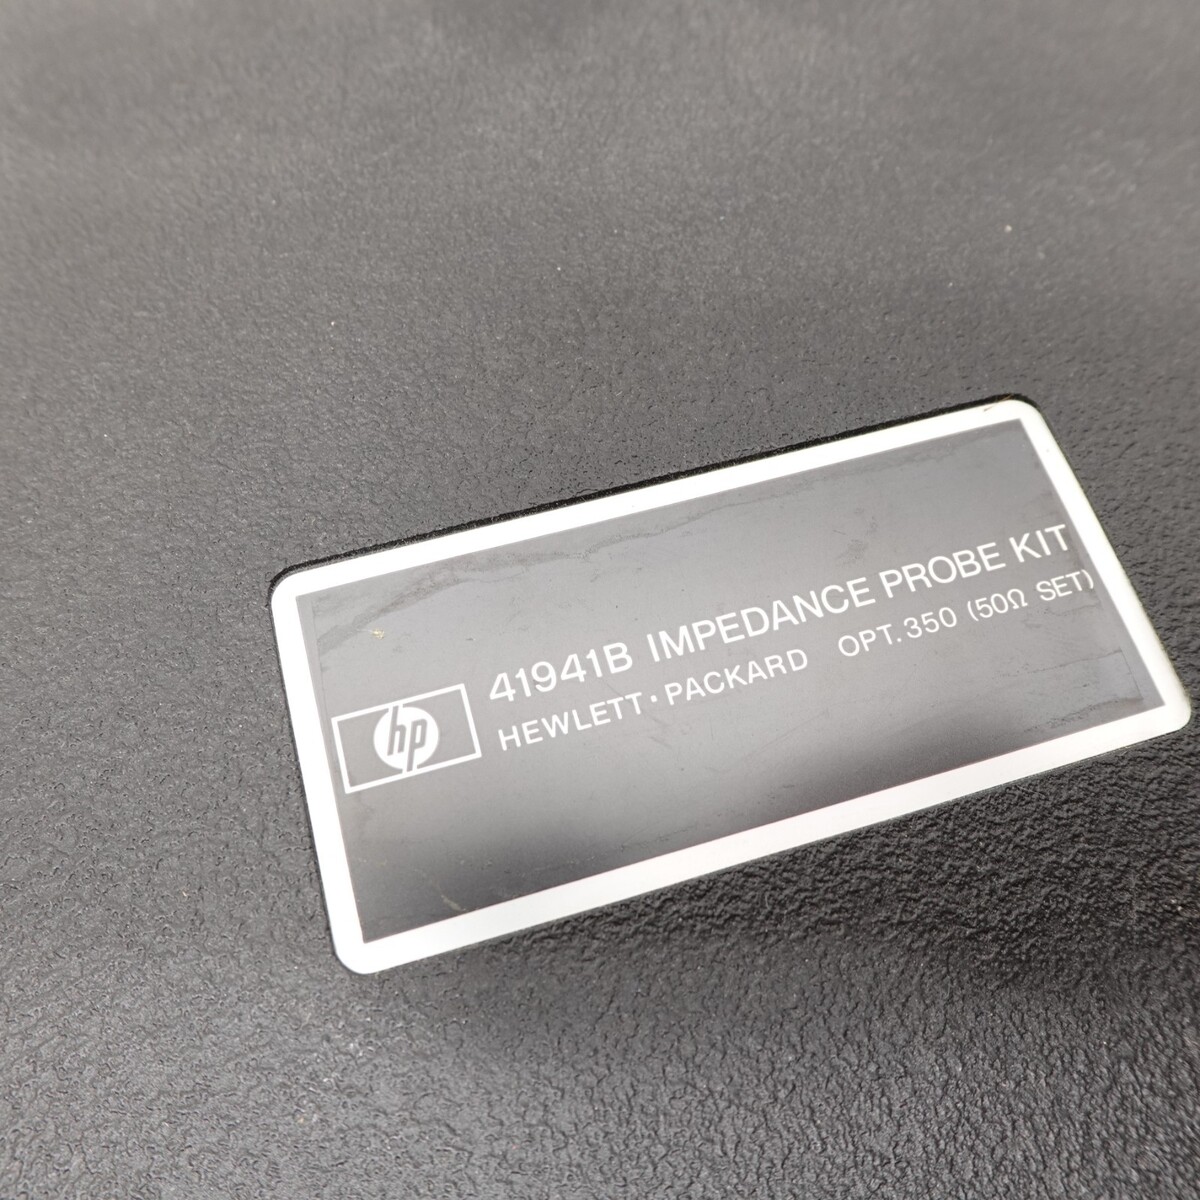 hp
41941B IMPEDANCE PROBE KIT
HEWLETT·PACKARD OPT.350 (50Ω SET)